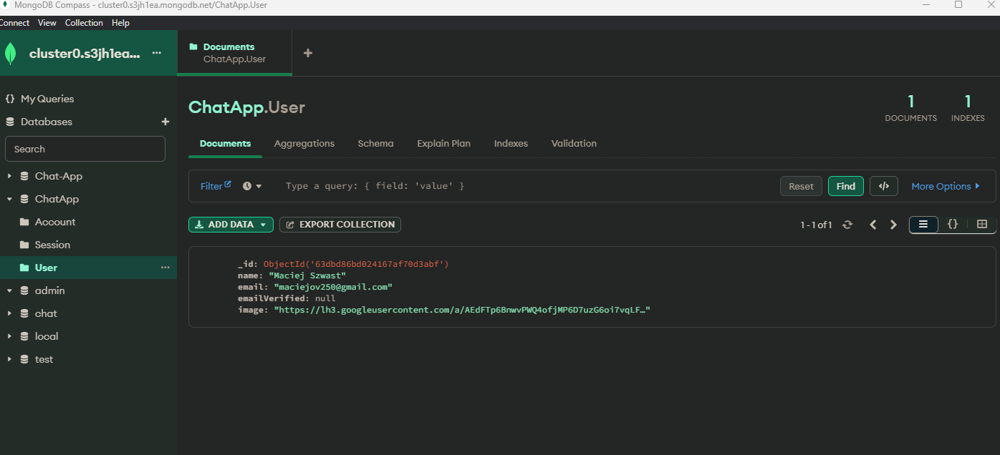 MongoDB Compass - cluster0.s3jh1ea.mongodb.net/ChatApp.User
Connect View Collection Help
cluster0.s3jh1ea... ...
Documents
ChatApp.User
+
{} My Queries
Databases +
Search
Chat-App
ChatApp
Account
Session
User ...
admin
chat
local
test
ChatApp.User
1 DOCUMENTS
1 INDEXES
Documents Aggregations Schema Explain Plan Indexes Validation
Filter Type a query: { field: 'value' } Reset Find </> More Options
ADD DATA EXPORT COLLECTION 1 - 1 of 1 {}
_id: ObjectId('63dbd86bd024167af70d3abf')
name: "Maciej Szwast"
email: "maciejov250@gmail.com"
emailVerified: null
image: "https://lh3.googleusercontent.com/a/AEdFTp6BnwvPWQ4ofjMP6D7uzG6oi7vqLF…"